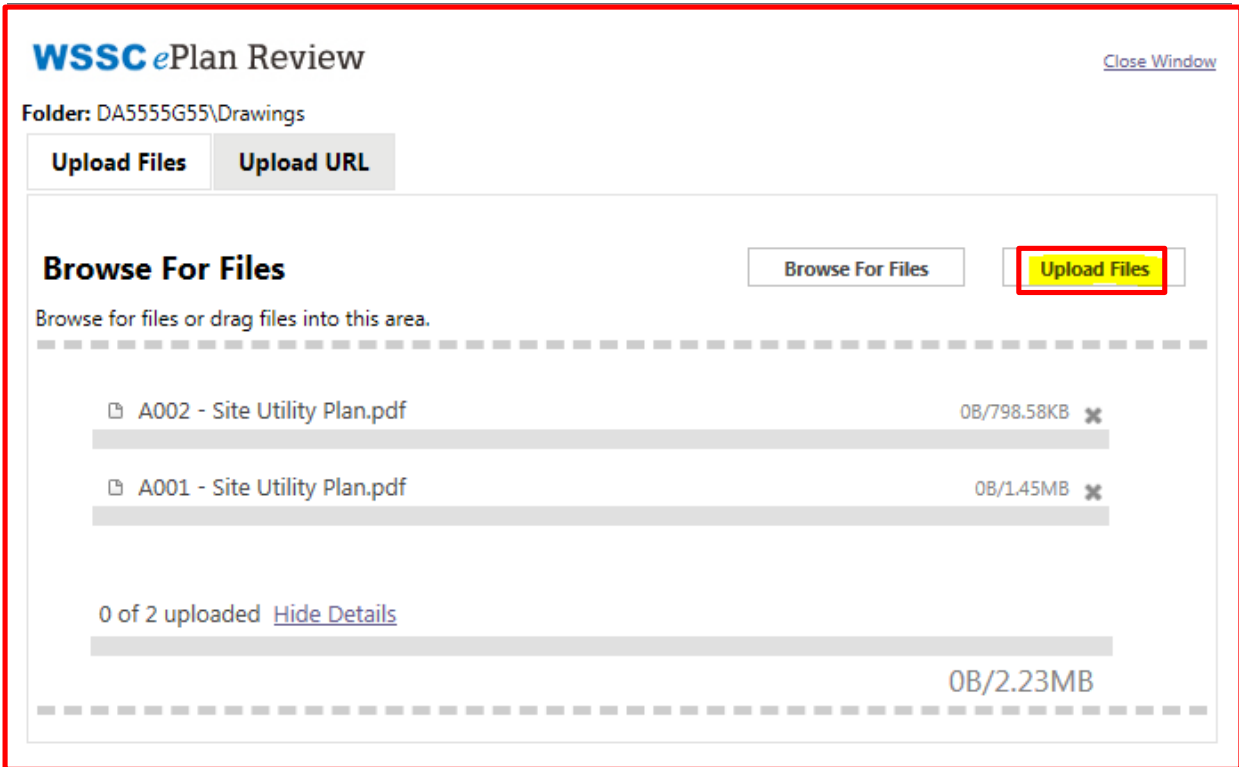 WSSC ePlan Review
Close Window
Folder: DA5555G55\Drawings
Upload Files Upload URL
Browse For Files
Browse For Files Upload Files
Browse for files or drag files into this area.
A002 - Site Utility Plan.pdf 0B/798.58KB
A001 - Site Utility Plan.pdf 0B/1.45MB
0 of 2 uploaded Hide Details
0B/2.23MB